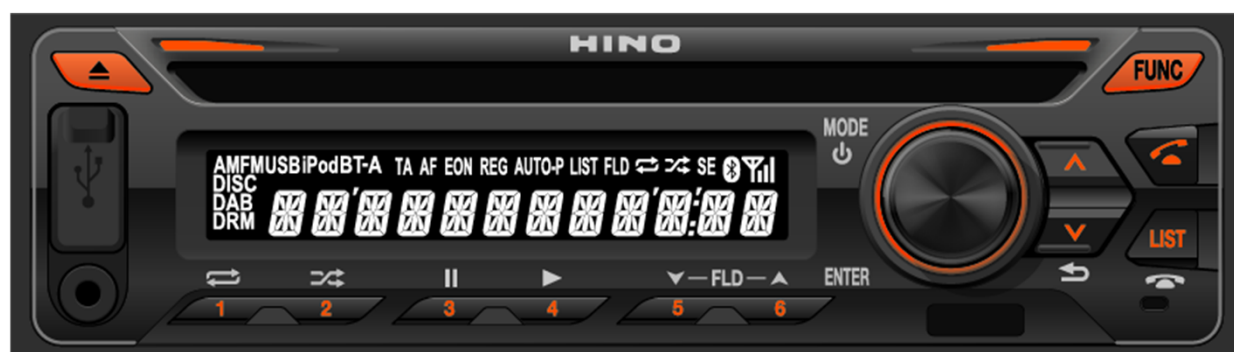 HINO
FUNC
MODE
AMFMUSBiPodBT-A TA AF EON REG AUTO-P LIST FLD SE
DISC
DAB
DRM
LIST
FLD
ENTER
1 2 3 4 5 6